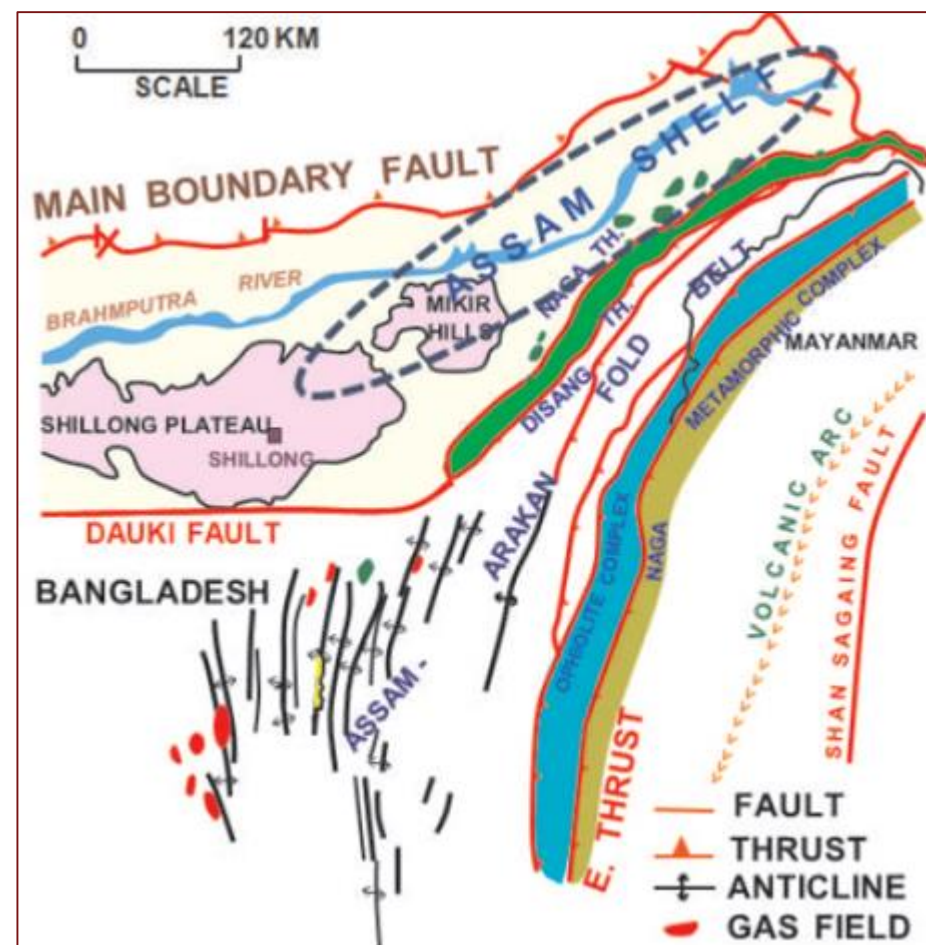 0 120 KM
SCALE
ASSAM SHELF
MAIN BOUNDARY FAULT
BRAHMPUTRA RIVER
MIKIR
HILLS
NAGA TH.
DISANG TH.
BELT
FOLD
ARAKAN
ASSAM -
METAMORPHIC COMPLEX
NAGA
OPHIOLITE COMPLEX
MAYANMAR
SHILLONG PLATEAU
SHILLONG
DAUKI FAULT
BANGLADESH
VOLCANIC ARC
SHAN SAGAING FAULT
E. THRUST
FAULT
THRUST
ANTICLINE
GAS FIELD